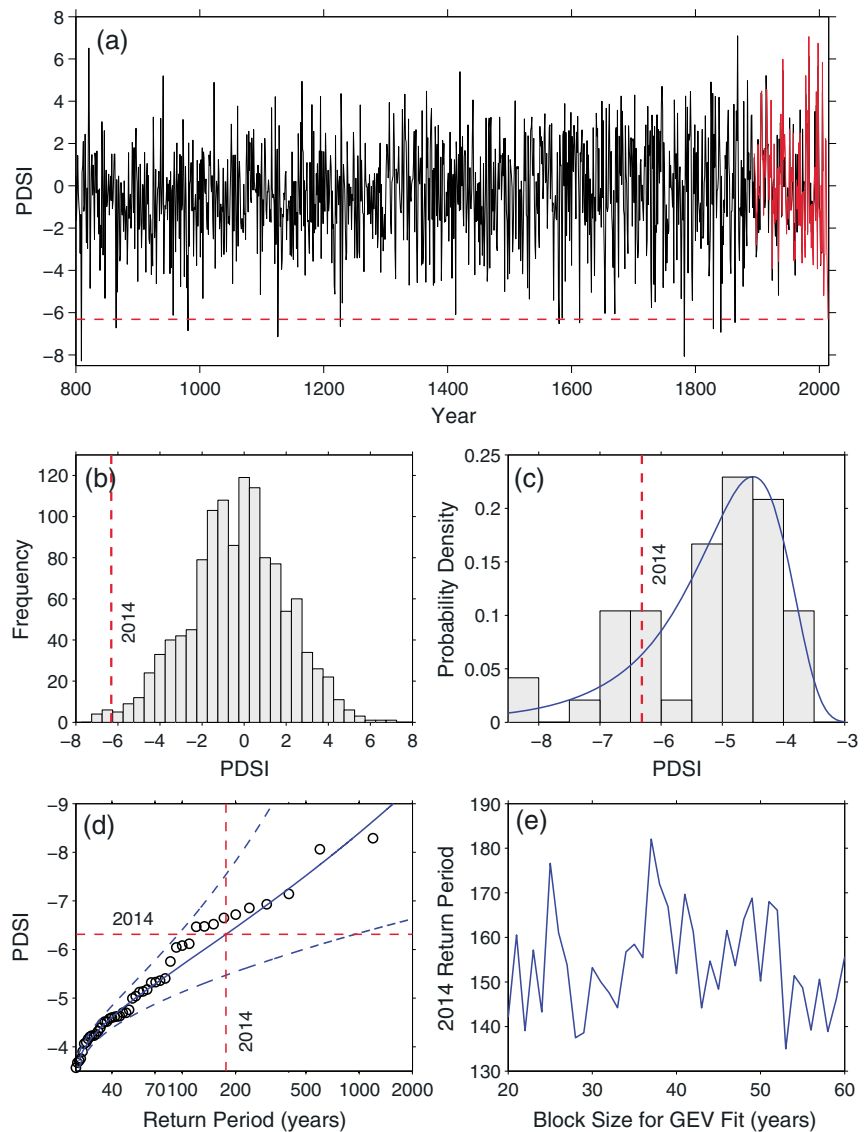 (a)
PDSI
8
6
4
2
0
−2
−4
−6
−8
800 1000 1200 1400 1600 1800 2000
Year
(b)
Frequency
120
100
80
60
40
20
0
2014
−8 −6 −4 −2 0 2 4 6 8
PDSI
(c)
Probability Density
0.25
0.2
0.15
0.1
0.05
0
2014
−8 −7 −6 −5 −4 −3
PDSI
(d)
PDSI
−9
−8
−7
−6
−5
−4
2014
2014
40 70 100 200 500 1000 2000
Return Period (years)
(e)
2014 Return Period
190
180
170
160
150
140
130
20 30 40 50 60
Block Size for GEV Fit (years)